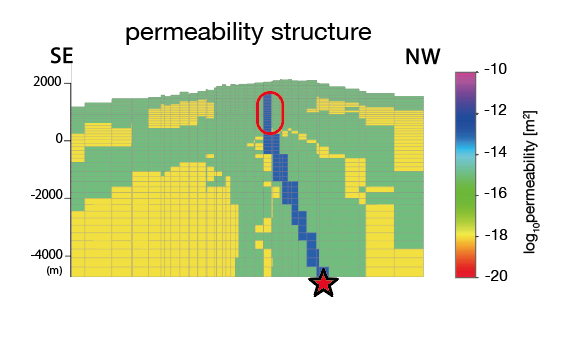 permeability structure
SE
NW
2000
0
-2000
-4000
(m)
-10
-12
-14
-16
-18
-20
log₁₀permeability [m²]